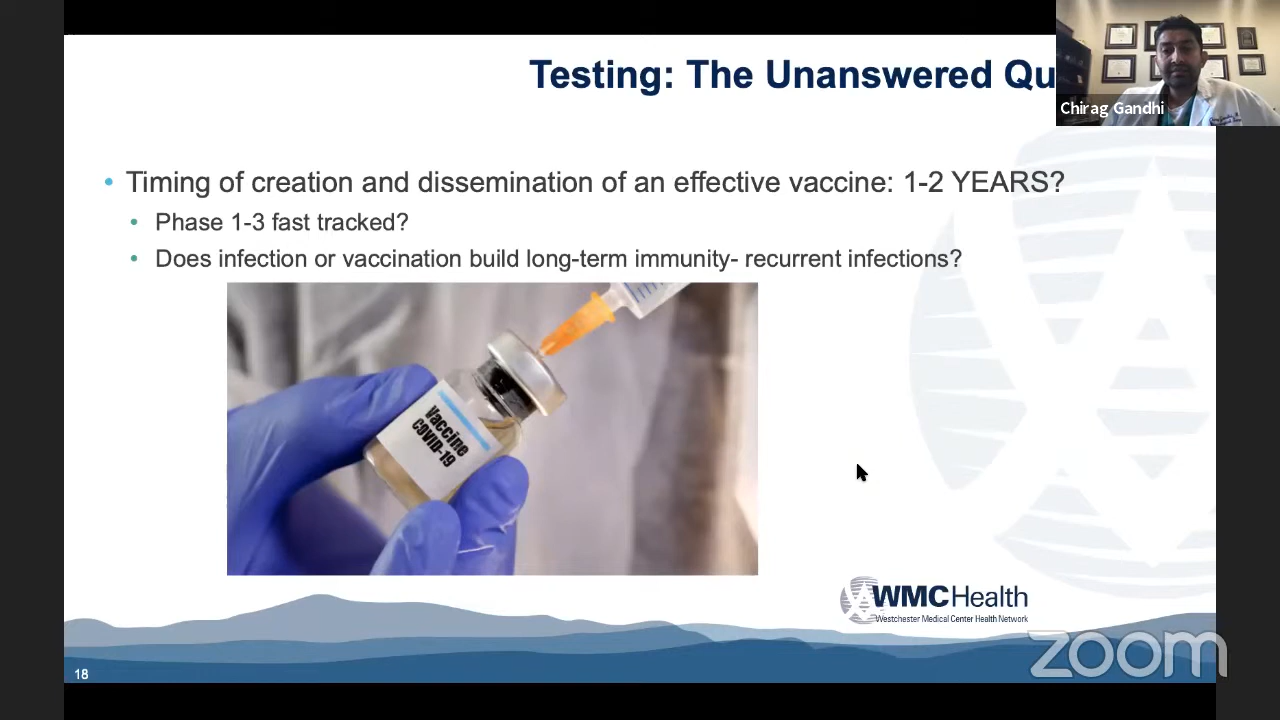 Testing: The Unanswered Qu
Chirag Gandhi
Timing of creation and dissemination of an effective vaccine: 1-2 YEARS?
Phase 1-3 fast tracked?
Does infection or vaccination build long-term immunity- recurrent infections?
Vaccine
COVID-19
WMCHealth
Westchester Medical Center Health Network
zoom
18